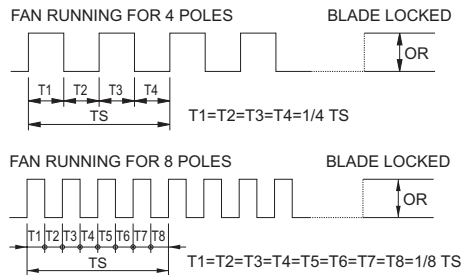 FAN RUNNING FOR 4 POLES BLADE LOCKED
OR
T1 T2 T3 T4
TS T1=T2=T3=T4=1/4 TS
FAN RUNNING FOR 8 POLES BLADE LOCKED
OR
T1 T2 T3 T4 T5 T6 T7 T8
TS T1=T2=T3=T4=T5=T6=T7=T8=1/8 TS